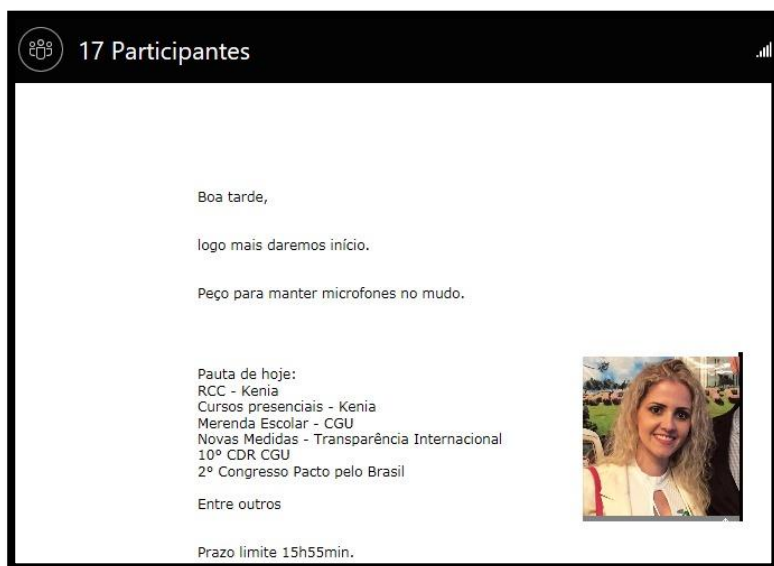 17 Participantes
Boa tarde,
logo mais daremos início.
Peço para manter microfones no mudo.
Pauta de hoje:
RCC - Kenia
Cursos presenciais - Kenia
Merenda Escolar - CGU
Novas Medidas - Transparência Internacional
10º CDR CGU
2º Congresso Pacto pelo Brasil
Entre outros
Prazo limite 15h55min.